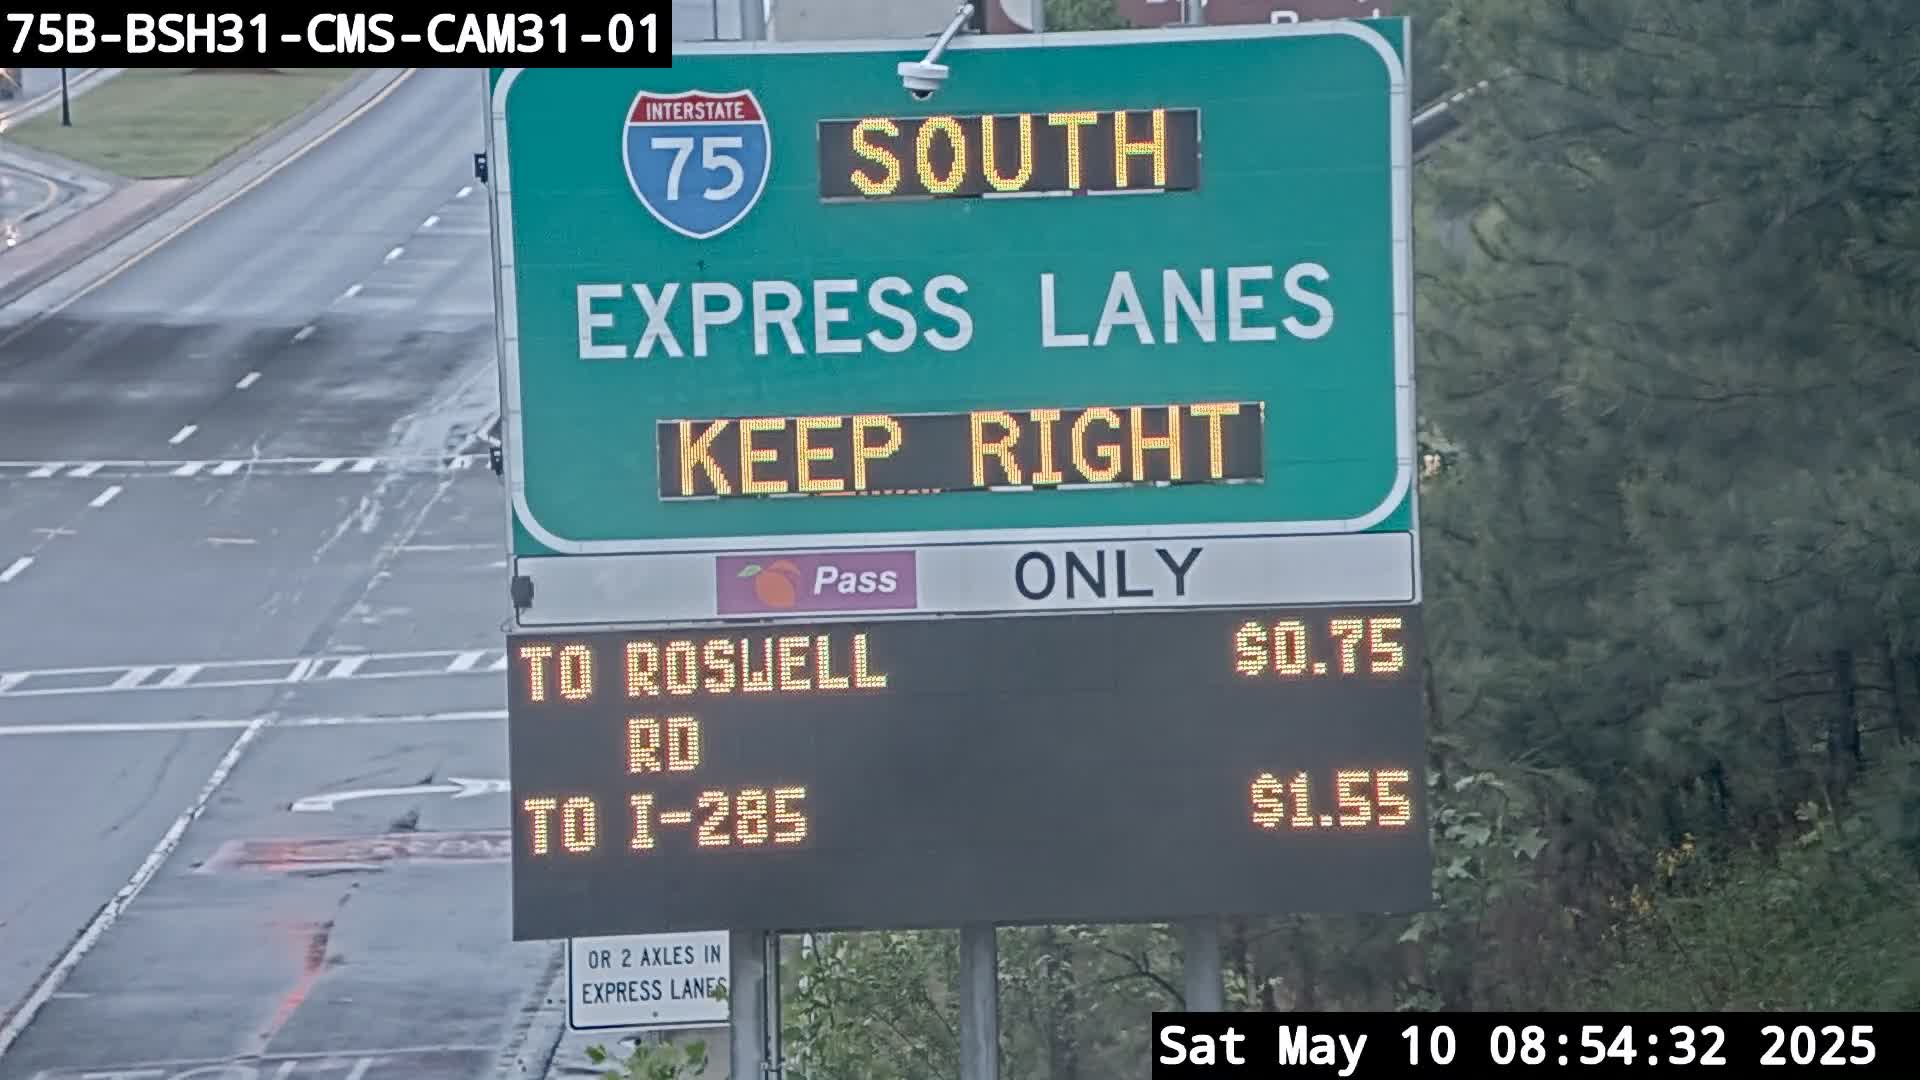 75B-BSH31-CMS-CAM31-01
INTERSTATE
75
SOUTH
EXPRESS LANES
KEEP RIGHT
Pass ONLY
TO ROSWELL $0.75
RD
TO I-285 $1.55
OR 2 AXLES IN
EXPRESS LANES
Sat May 10 08:54:32 2025